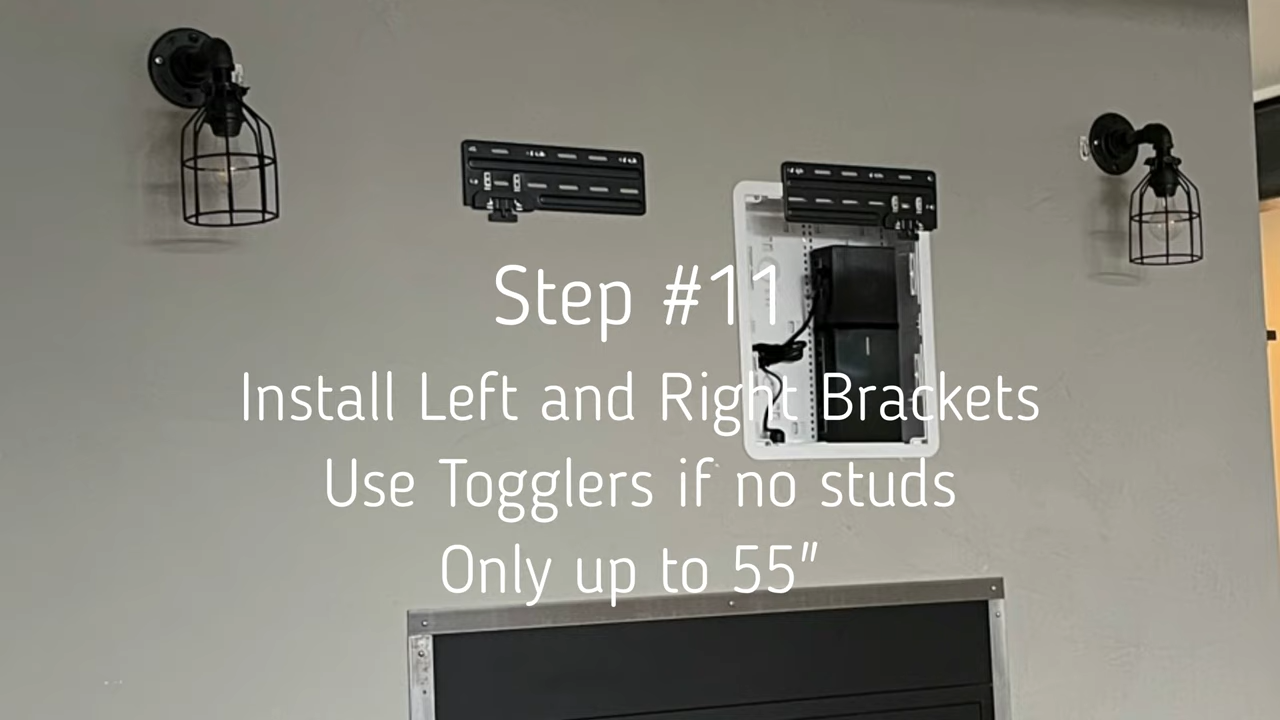 Step #11
Install Left and Right Brackets
Use Togglers if no studs
Only up to 55"